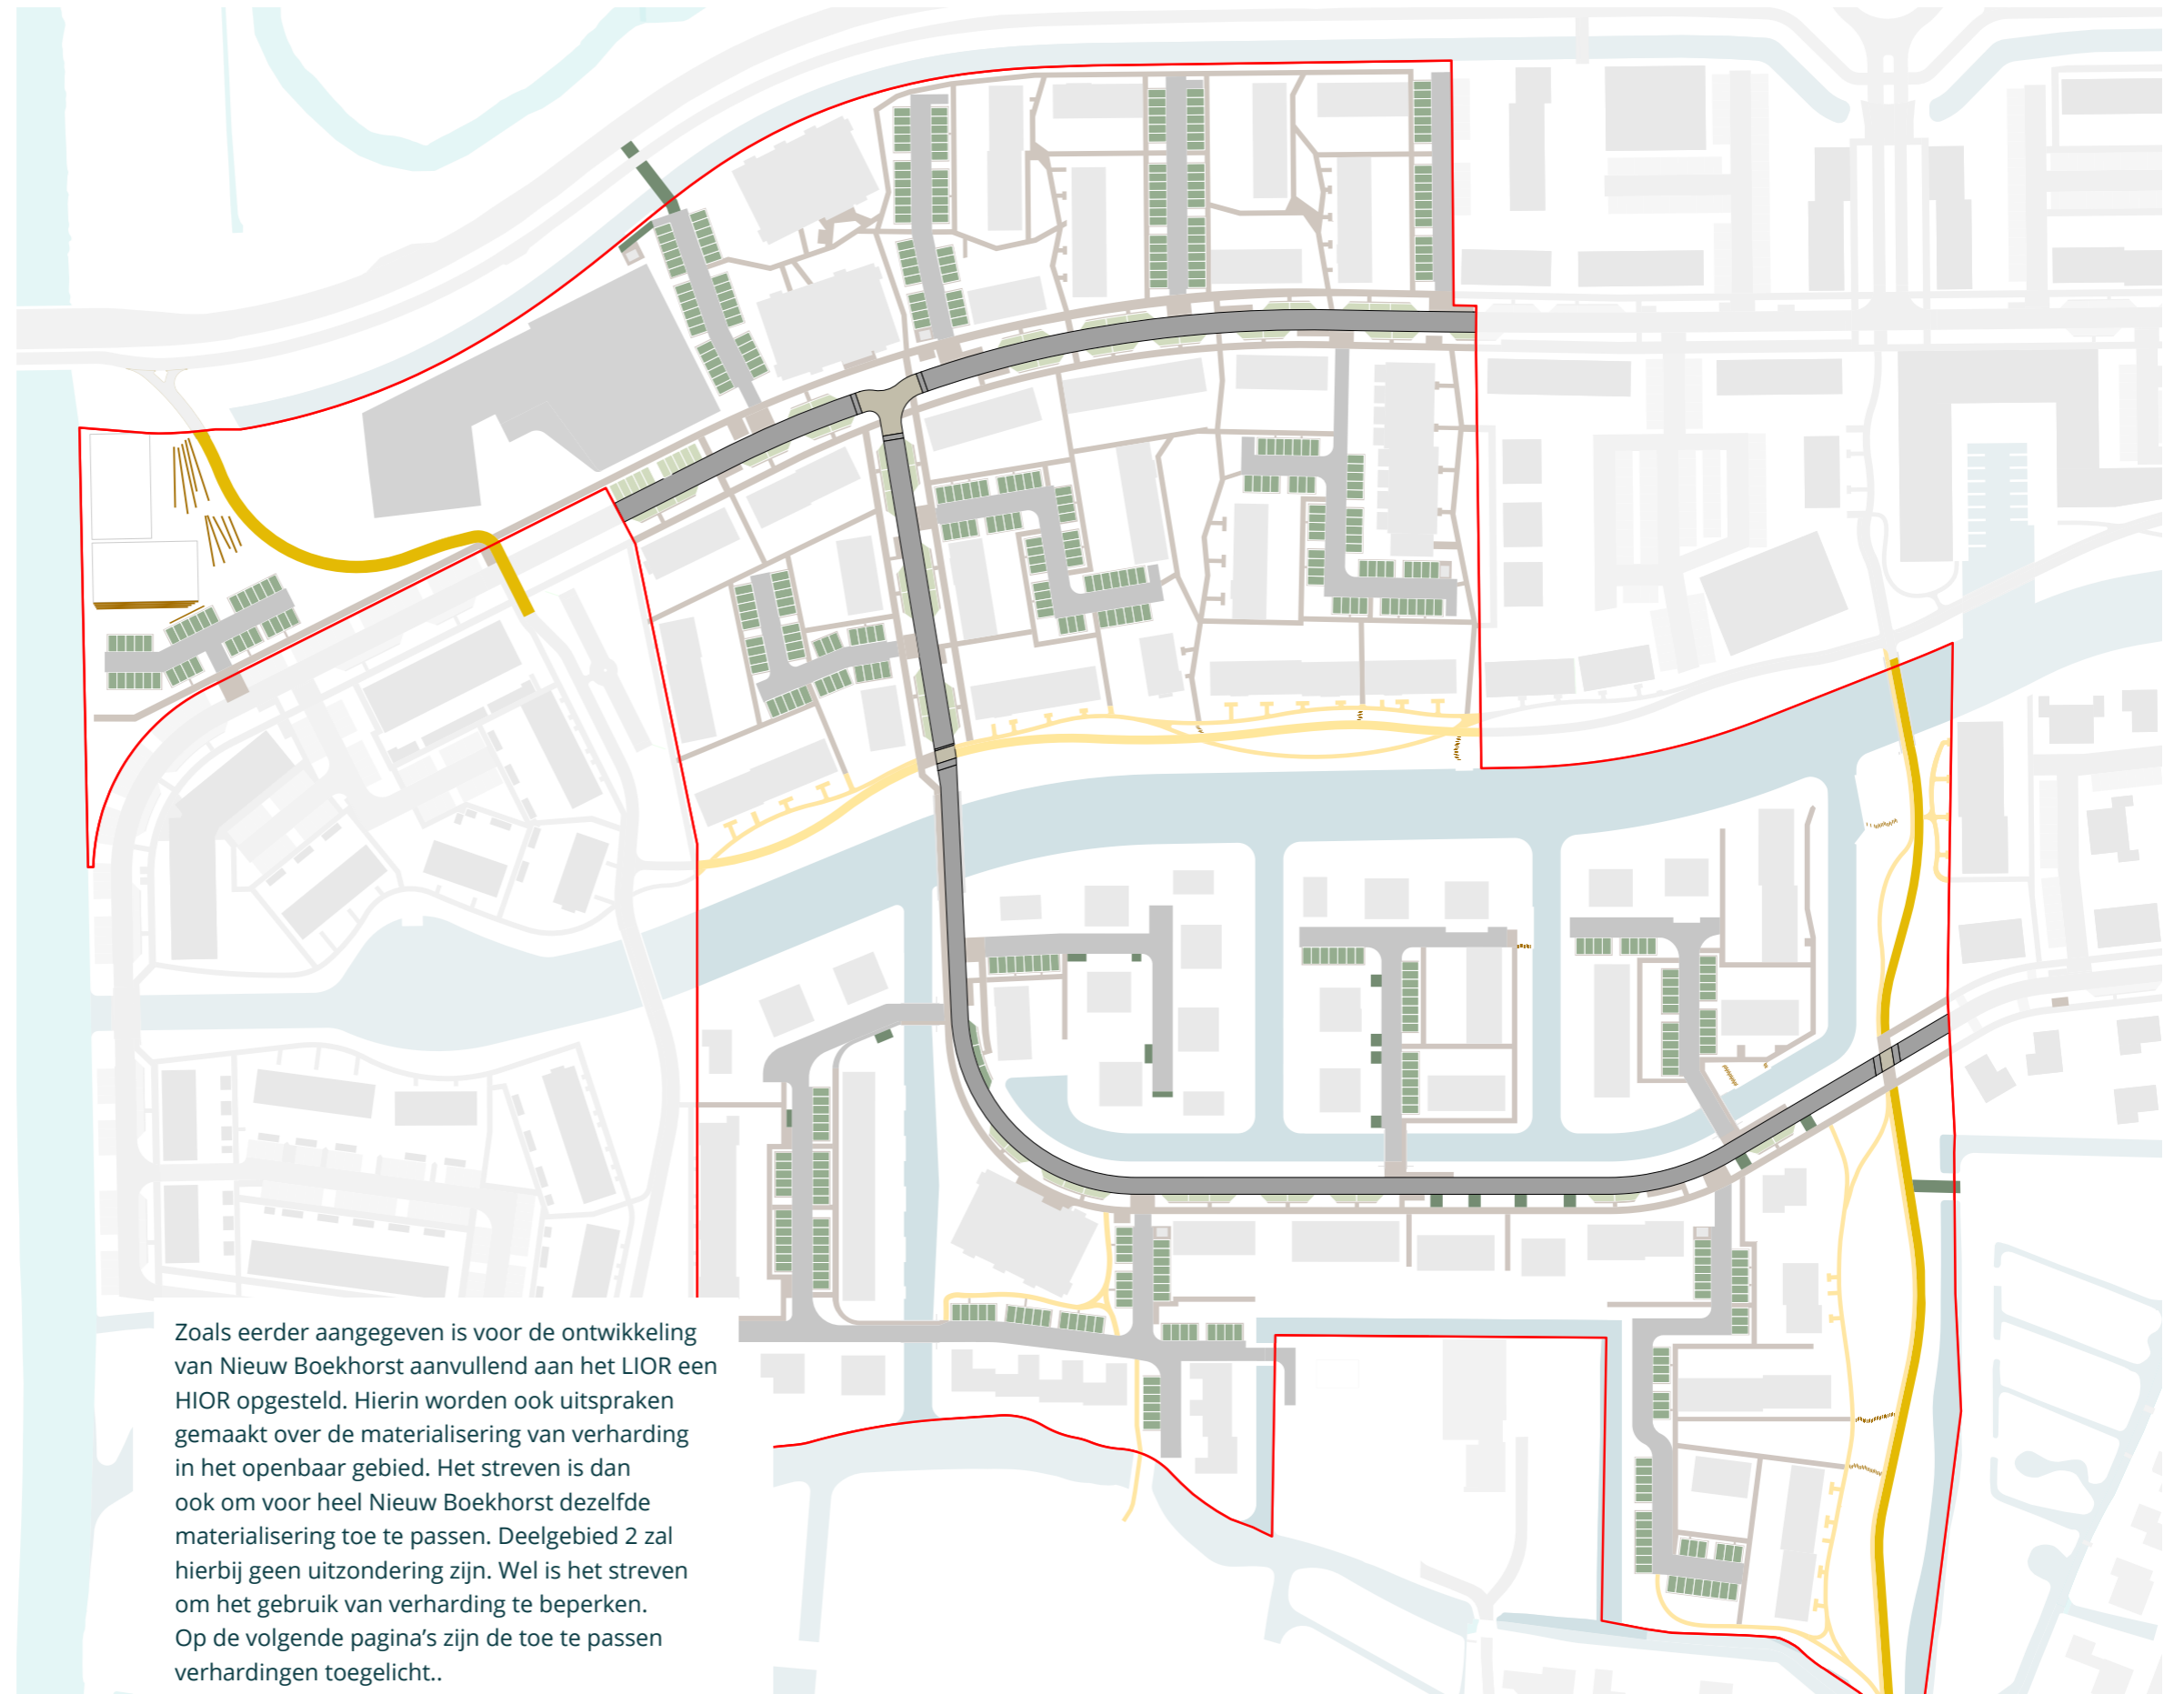 Zoals eerder aangegeven is voor de ontwikkeling
van Nieuw Boekhorst aanvullend aan het LIOR een
HIOR opgesteld. Hierin worden ook uitspraken
gemaakt over de materialisering van verharding
in het openbaar gebied. Het streven is dan
ook om voor heel Nieuw Boekhorst dezelfde
materialisering toe te passen. Deelgebied 2 zal
hierbij geen uitzondering zijn. Wel is het streven
om het gebruik van verharding te beperken.
Op de volgende pagina’s zijn de toe te passen
verhardingen toegelicht..